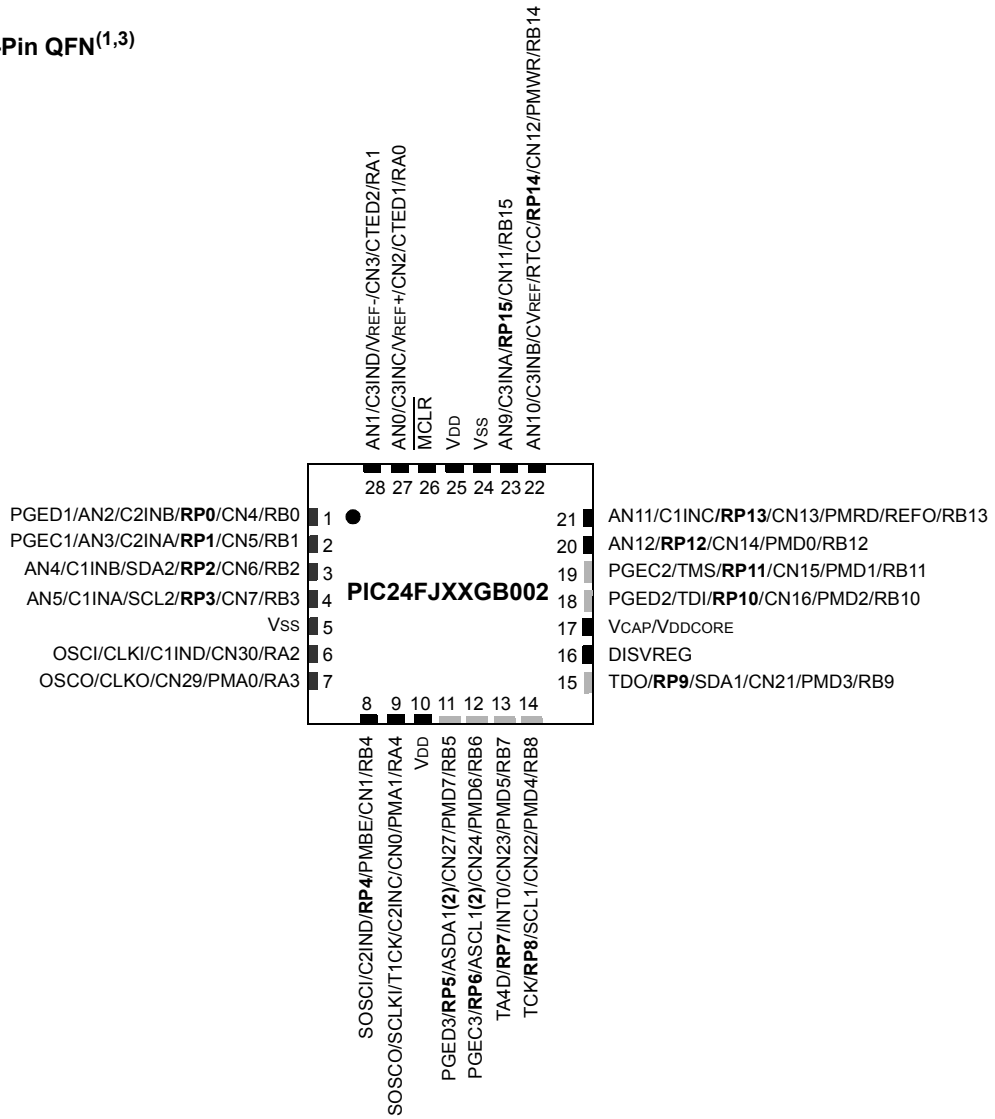 -Pin QFN(1,3)
AN1/C3IND/VREF-/CN3/CTED2/RA1
AN0/C3INC/VREF+/CN2/CTED1/RA0
MCLR
VDD
VSS
AN9/C3INA/RP15/CN11/RB15
AN10/C3INB/CVREF/RTCC/RP14/CN12/PMWR/RB14
28 27 26 25 24 23 22
PGED1/AN2/C2INB/RP0/CN4/RB0 1
PGEC1/AN3/C2INA/RP1/CN5/RB1 2
AN4/C1INB/SDA2/RP2/CN6/RB2 3
AN5/C1INA/SCL2/RP3/CN7/RB3 4
VSS 5
OSCI/CLKI/C1IND/CN30/RA2 6
OSCO/CLKO/CN29/PMA0/RA3 7
PIC24FJXXGB002
21 AN11/C1INC/RP13/CN13/PMRD/REFO/RB13
20 AN12/RP12/CN14/PMD0/RB12
19 PGEC2/TMS/RP11/CN15/PMD1/RB11
18 PGED2/TDI/RP10/CN16/PMD2/RB10
17 VCAP/VDDCORE
16 DISVREG
15 TDO/RP9/SDA1/CN21/PMD3/RB9
8 9 10 11 12 13 14
SOSCI/C2IND/RP4/PMBE/CN1/RB4
SOSCO/SCLKI/T1CK/C2INC/CN0/PMA1/RA4
VDD
PGED3/RP5/ASDA1(2)/CN27/PMD7/RB5
PGEC3/RP6/ASCL1(2)/CN24/PMD6/RB6
TA4D/RP7/INT0/CN23/PMD5/RB7
TCK/RP8/SCL1/CN22/PMD4/RB8